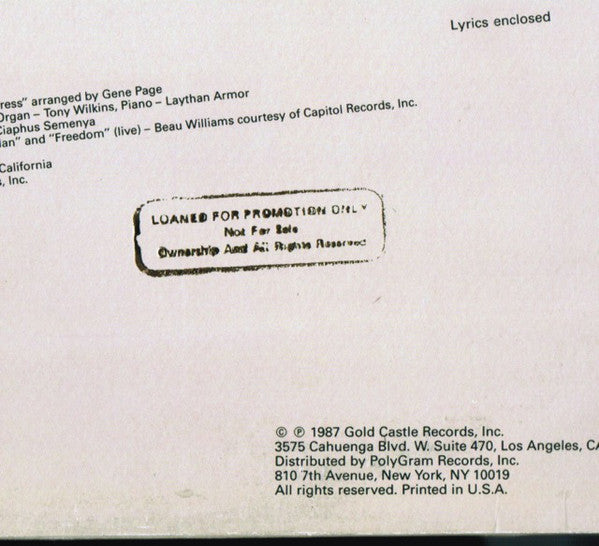 Lyrics enclosed
ress" arranged by Gene Page
Organ – Tony Wilkins, Piano – Laythan Armor
Ciaphus Semenya
ian" and "Freedom" (live) – Beau Williams courtesy of Capitol Records, Inc.
California
s, Inc.
LOANED FOR PROMOTION ONLY
Not For Sale
Ownership And All Rights Reserved
© ℗ 1987 Gold Castle Records, Inc.
3575 Cahuenga Blvd. W. Suite 470, Los Angeles, CA
Distributed by PolyGram Records, Inc.
810 7th Avenue, New York, NY 10019
All rights reserved. Printed in U.S.A.